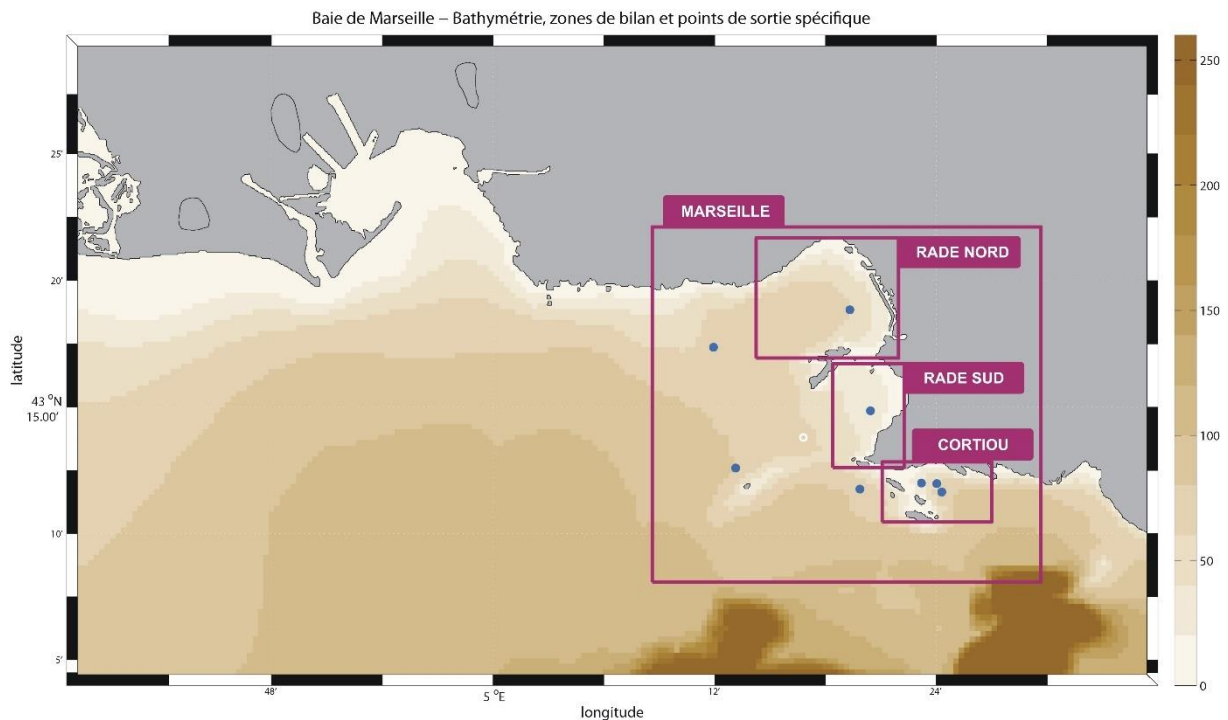 Baie de Marseille – Bathymétrie, zones de bilan et points de sortie spécifique
250
25'
200
MARSEILLE
RADE NORD
20'
latitude
150
RADE SUD
43 °N
15.00'
CORTIOU
100
10'
50
5'
0
48'
5 °E
12'
24'
longitude